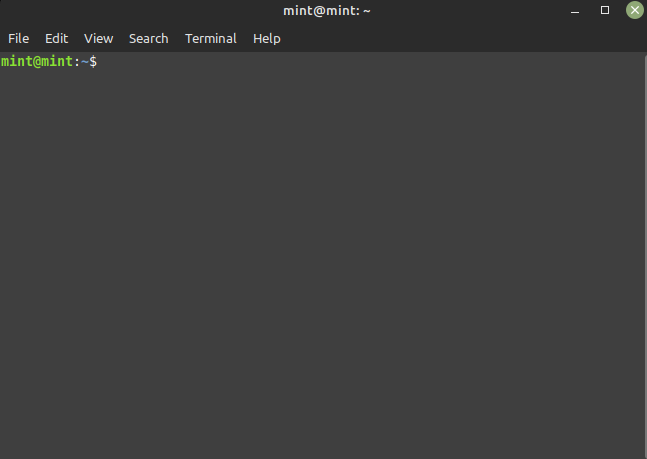 mint@mint: ~
File Edit View Search Terminal Help
mint@mint:~$